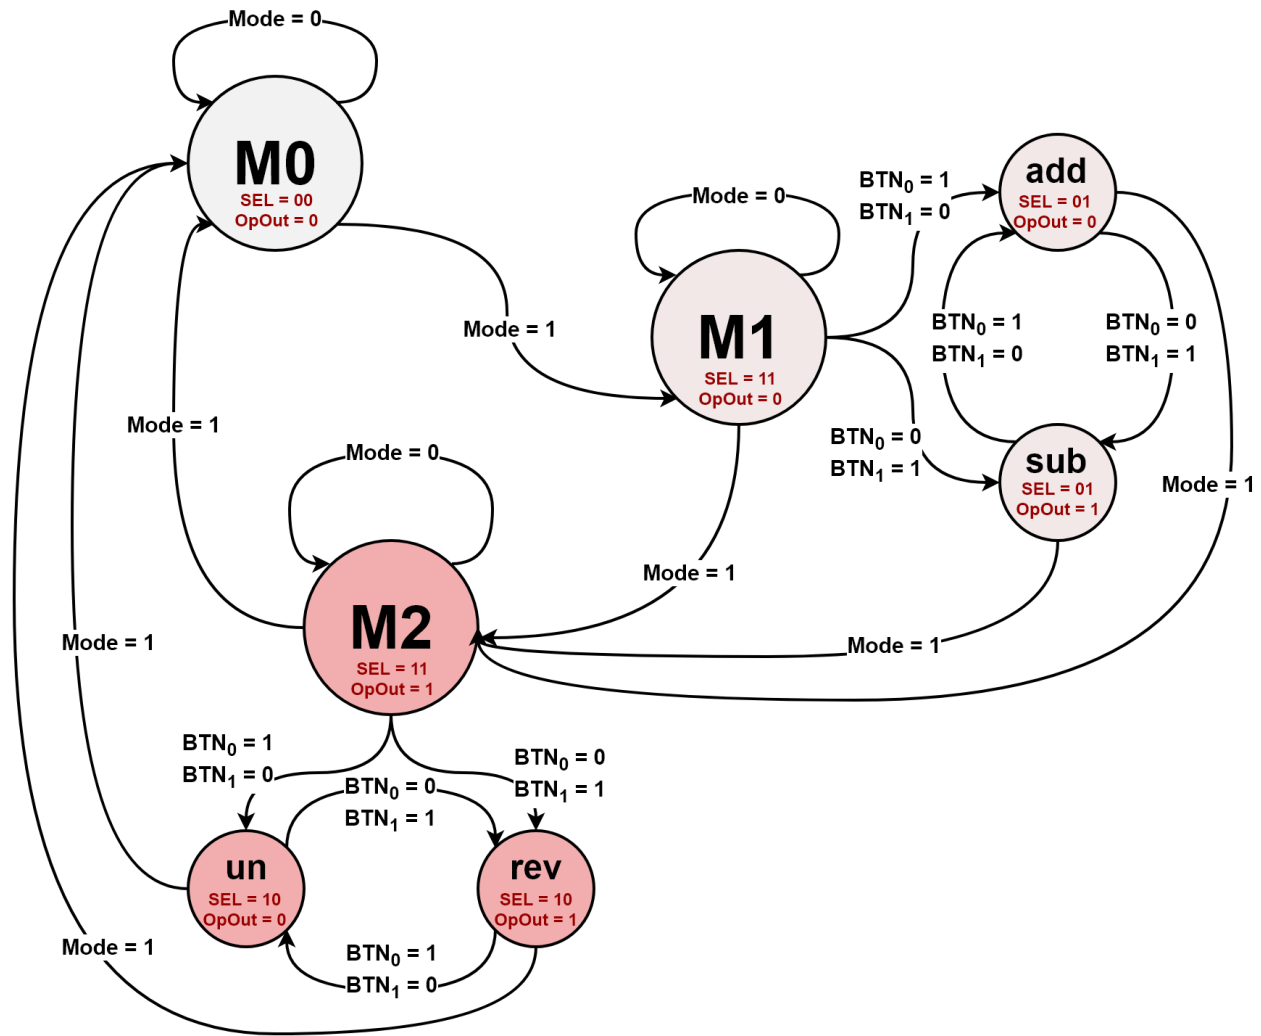 Mode = 0
M0
SEL = 00
OpOut = 0
add
SEL = 01
OpOut = 0
BTN0 = 1
BTN1 = 0
Mode = 0
M1
SEL = 11
OpOut = 0
Mode = 1
BTN0 = 1
BTN1 = 0
BTN0 = 0
BTN1 = 1
Mode = 1
BTN0 = 0
BTN1 = 1
sub
SEL = 01
OpOut = 1
Mode = 1
Mode = 0
Mode = 1
M2
SEL = 11
OpOut = 1
Mode = 1
Mode = 1
BTN0 = 1
BTN1 = 0
BTN0 = 0
BTN1 = 1
BTN0 = 0
BTN1 = 1
un
SEL = 10
OpOut = 0
rev
SEL = 10
OpOut = 1
Mode = 1
BTN0 = 1
BTN1 = 0